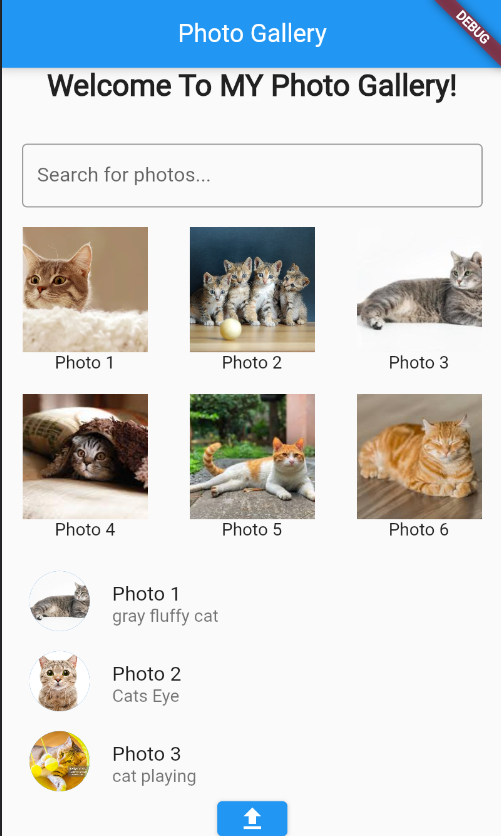 Photo Gallery
DEBUG
Welcome To MY Photo Gallery!
Search for photos...
Photo 1
Photo 2
Photo 3
Photo 4
Photo 5
Photo 6
Photo 1
gray fluffy cat
Photo 2
Cats Eye
Photo 3
cat playing